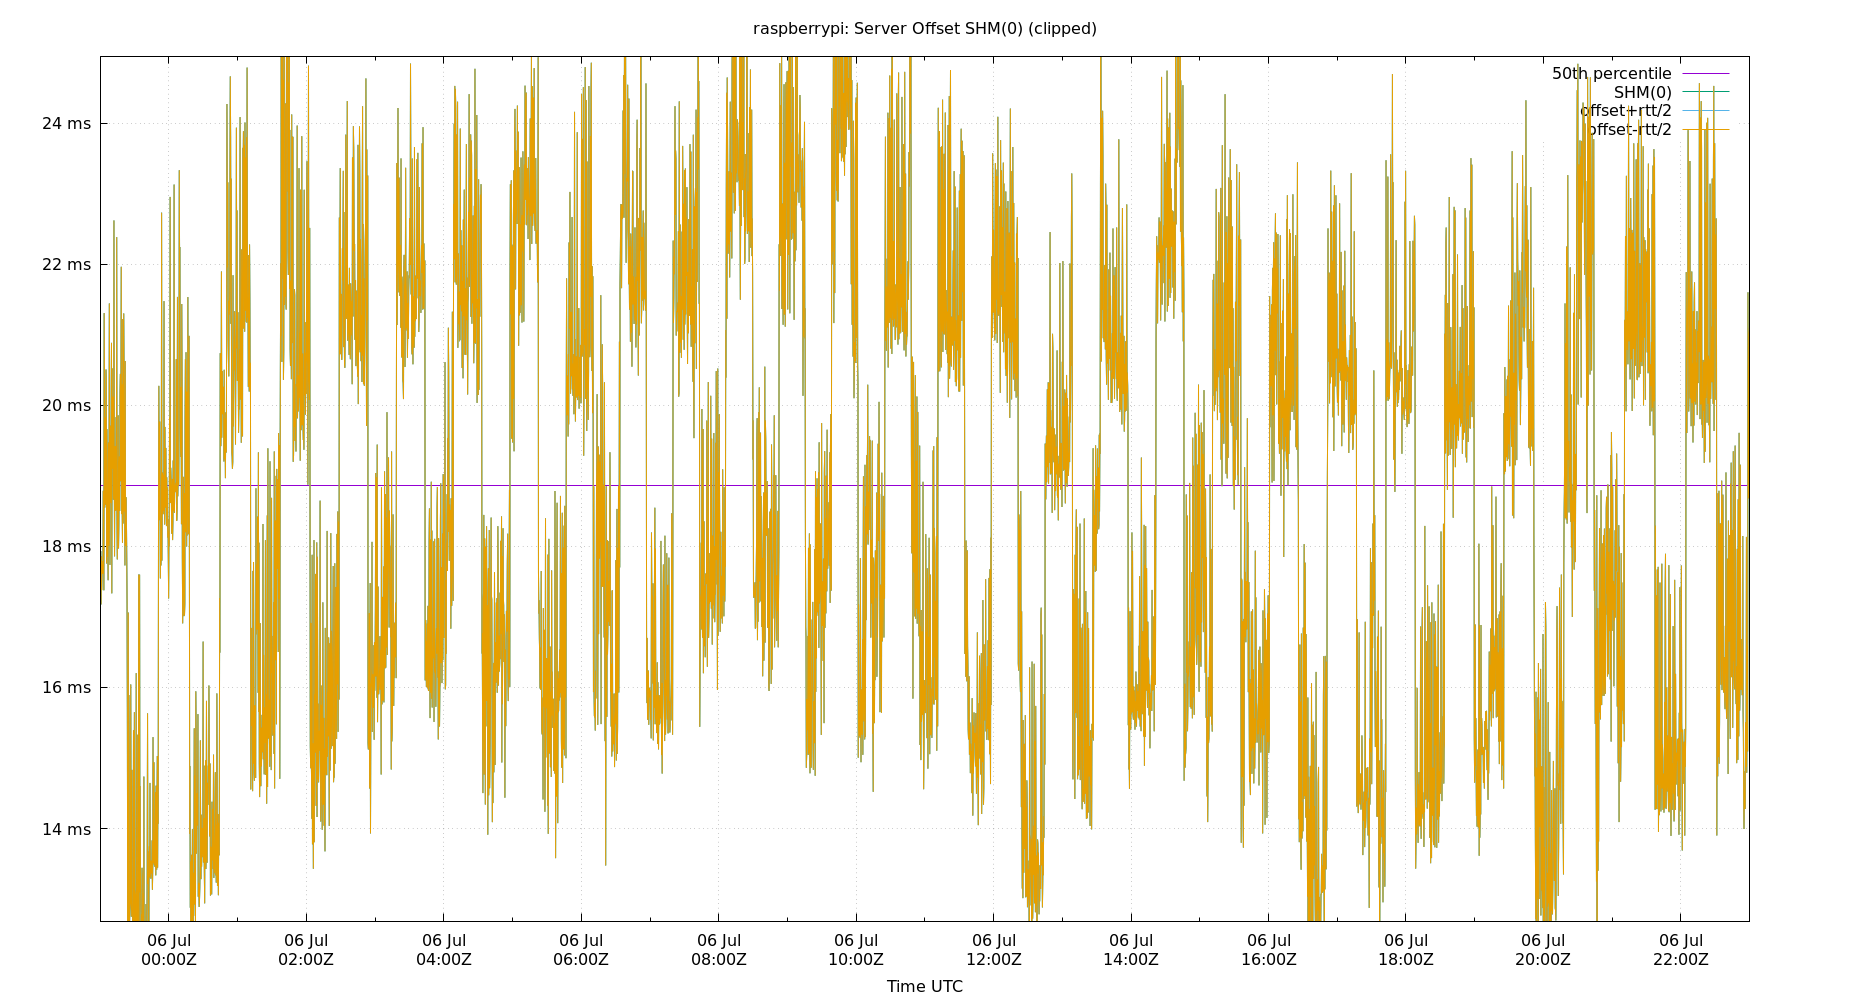 raspberrypi: Server Offset SHM(0) (clipped)
50th percentile
SHM(0)
offset+rtt/2
offset-rtt/2
24 ms
22 ms
20 ms
18 ms
16 ms
14 ms
06 Jul 06 Jul 06 Jul 06 Jul 06 Jul 06 Jul 06 Jul 06 Jul 06 Jul 06 Jul 06 Jul 06 Jul
00:00Z 02:00Z 04:00Z 06:00Z 08:00Z 10:00Z 12:00Z 14:00Z 16:00Z 18:00Z 20:00Z 22:00Z
Time UTC